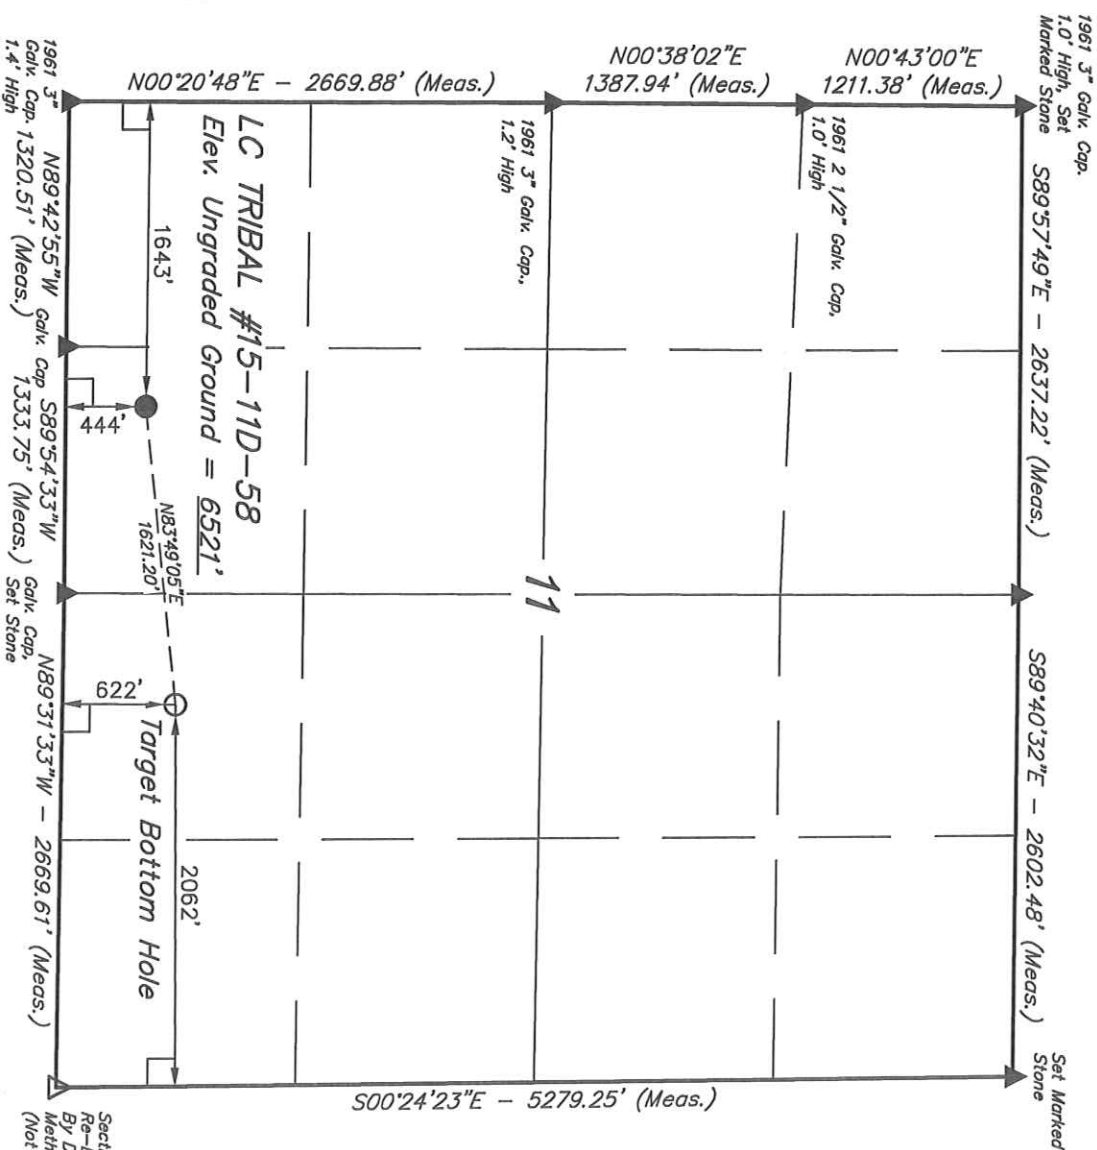 1961 3" Galv. Cap.
1.0' High, Set
Marked Stone
S89°57'49"E - 2637.22' (Meas.)
S89°40'32"E - 2602.48' (Meas.)
Set Marked
Stone
N00°43'00"E
1211.38' (Meas.)
N00°38'02"E
1387.94' (Meas.)
N00°20'48"E - 2669.88' (Meas.)
1961 2 1/2" Galv. Cap,
1.0' High
1961 3" Galv. Cap.,
1.2' High
11
LC TRIBAL #15-11D-58
Elev. Ungraded Ground = 6521'
1643'
444'
N83°49'05"E
1621.20'
622'
Target Bottom Hole
2062'
S00°24'23"E - 5279.25' (Meas.)
1961 3"
Galv. Cap.
1.4' High
N89°42'55"W
1320.51' (Meas.)
Galv. Cap
S89°54'33"W
1333.75' (Meas.)
Galv. Cap,
Set Stone
N89°31'33"W - 2669.61' (Meas.)
Sect
Re-
By D
Meth
(Not